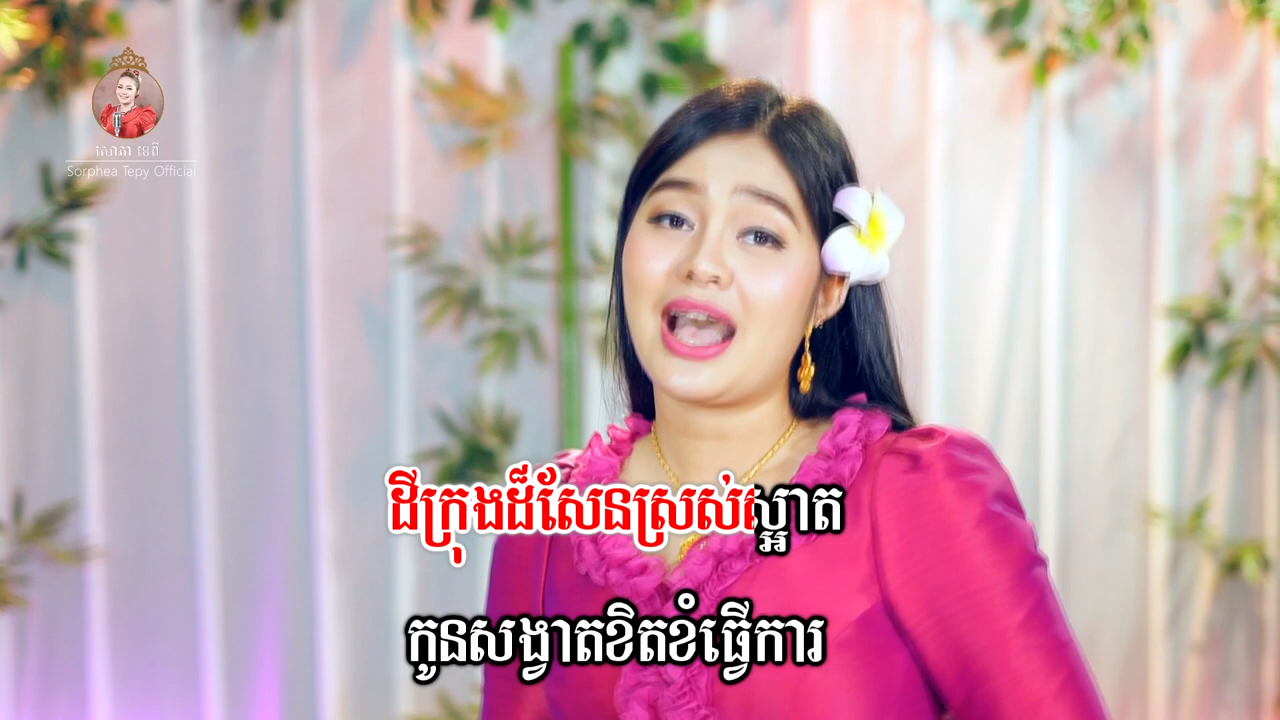 សោភា ទេពី
Sorphea Tepy Official
ដីក្រុងដ៏សែនស្រស់ស្អាត
កូនសង្វាតខិតខំធ្វើការ